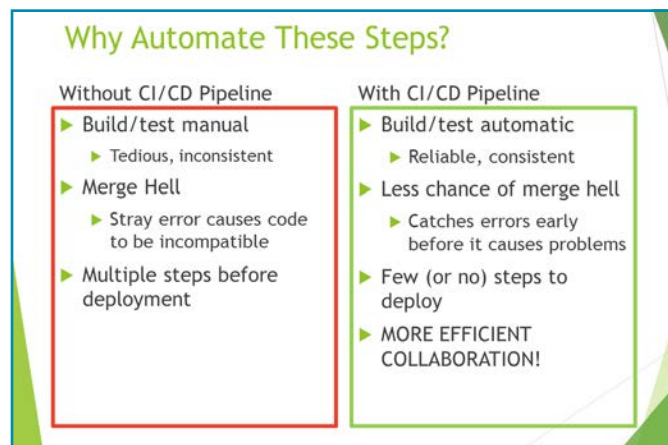 Why Automate These Steps?
Without CI/CD Pipeline
Build/test manual
Tedious, inconsistent
Merge Hell
Stray error causes code
to be incompatible
Multiple steps before
deployment
With CI/CD Pipeline
Build/test automatic
Reliable, consistent
Less chance of merge hell
Catches errors early
before it causes problems
Few (or no) steps to
deploy
MORE EFFICIENT
COLLABORATION!